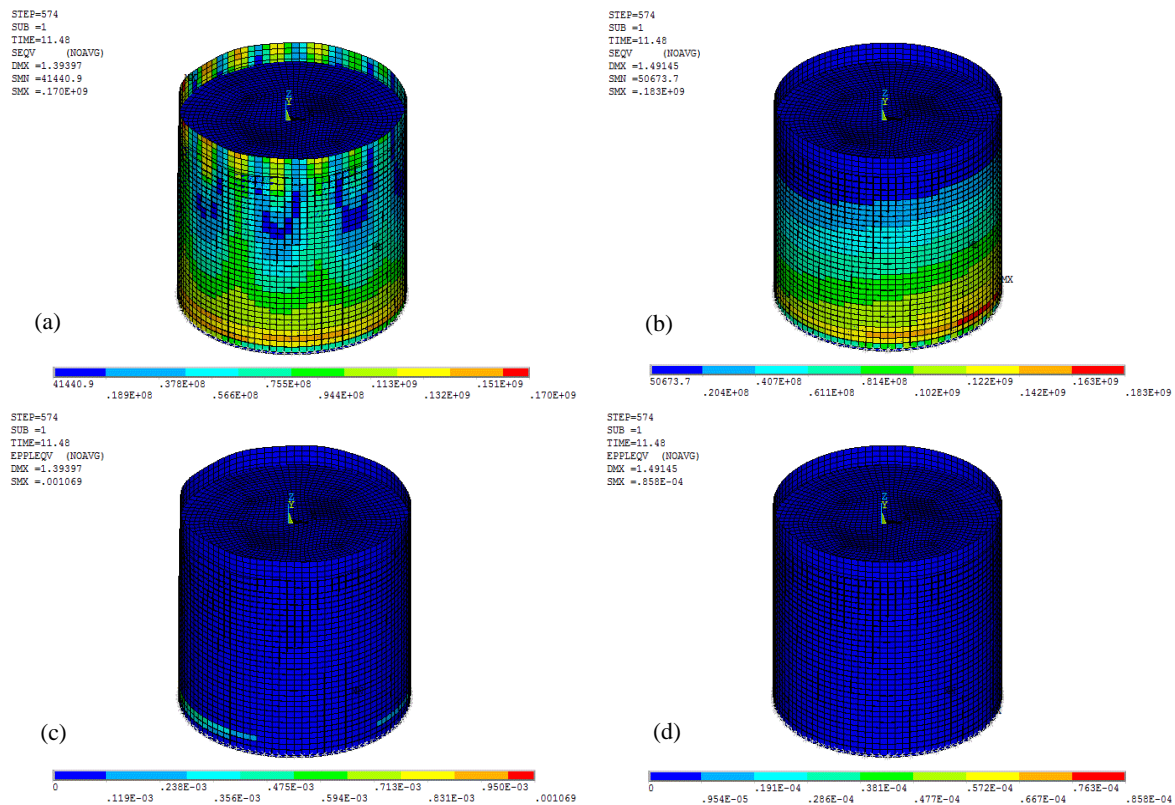 STEP=574
SUB =1
TIME=11.48
SEQV (NOAVG)
DMX =1.39397
SMN =41440.9
SMX =.170E+09
Z
Y
(a)
41440.9 .378E+08 .755E+08 .113E+09 .151E+09
.189E+08 .566E+08 .944E+08 .132E+09 .170E+09
STEP=574
SUB =1
TIME=11.48
SEQV (NOAVG)
DMX =1.49145
SMN =50673.7
SMX =.183E+09
Z
Y
MX
(b)
50673.7 .407E+08 .814E+08 .122E+09 .163E+09
.204E+08 .611E+08 .102E+09 .142E+09 .183E+09
STEP=574
SUB =1
TIME=11.48
EPPLEQV (NOAVG)
DMX =1.39397
SMX =.001069
Z
Y
(c)
0 .238E-03 .475E-03 .713E-03 .950E-03
.119E-03 .356E-03 .594E-03 .831E-03 .001069
STEP=574
SUB =1
TIME=11.48
EPPLEQV (NOAVG)
DMX =1.49145
SMX =.858E-04
Z
Y
(d)
0 .191E-04 .381E-04 .572E-04 .763E-04
.954E-05 .286E-04 .477E-04 .667E-04 .858E-04